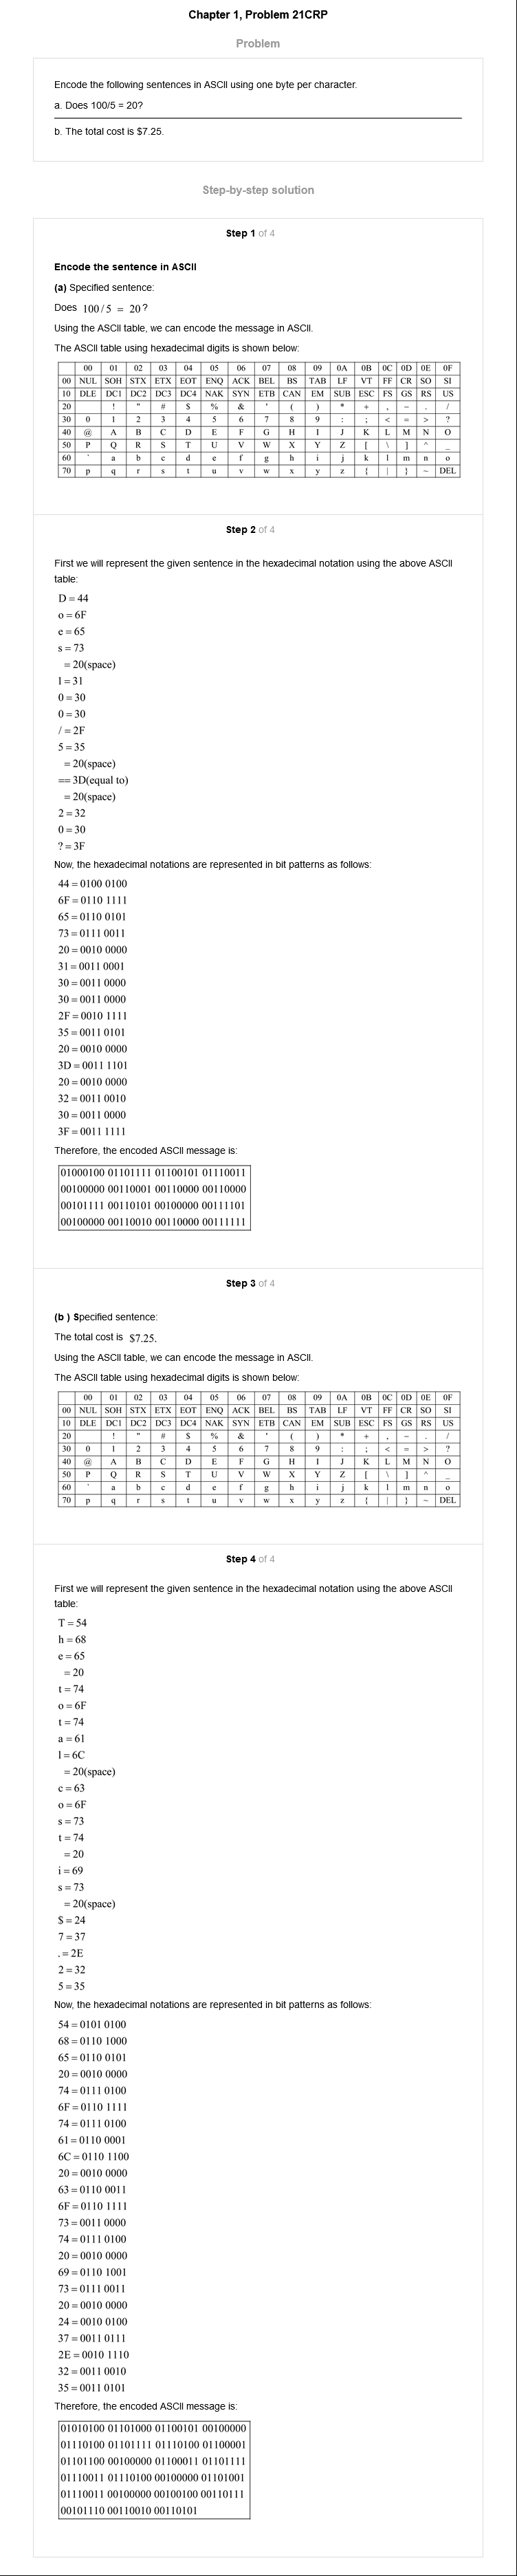 Chapter 1, Problem 21CRP
Problem
Encode the following sentences in ASCII using one byte per character.
a. Does 100/5 = 20?
b. The total cost is $7.25.
Step-by-step solution
Step 1 of 4
Encode the sentence in ASCII
(a) Specified sentence:
Does 100/5 = 20?
Using the ASCII table, we can encode the message in ASCII.
The ASCII table using hexadecimal digits is shown below:
00 01 02 03 04 05 06 07 08 09 0A 0B 0C 0D 0E 0F
00 NUL SOH STX ETX EOT ENQ ACK BEL BS TAB LF VT FF CR SO SI
10 DLE DC1 DC2 DC3 DC4 NAK SYN ETB CAN EM SUB ESC FS GS RS US
20 ! " # $ % & ' ( ) * + , − . /
30 0 1 2 3 4 5 6 7 8 9 : ; < = > ?
40 @ A B C D E F G H I J K L M N O
50 P Q R S T U V W X Y Z [ \ ] ^ _
60 ` a b c d e f g h i j k l m n o
70 p q r s t u v w x y z { | } ~ DEL
Step 2 of 4
First we will represent the given sentence in the hexadecimal notation using the above ASCII
table:
D = 44
o = 6F
e = 65
s = 73
= 20(space)
1 = 31
0 = 30
0 = 30
/ = 2F
5 = 35
= 20(space)
== 3D(equal to)
= 20(space)
2 = 32
0 = 30
? = 3F
Now, the hexadecimal notations are represented in bit patterns as follows:
44 = 0100 0100
6F = 0110 1111
65 = 0110 0101
73 = 0111 0011
20 = 0010 0000
31 = 0011 0001
30 = 0011 0000
30 = 0011 0000
2F = 0010 1111
35 = 0011 0101
20 = 0010 0000
3D = 0011 1101
20 = 0010 0000
32 = 0011 0010
30 = 0011 0000
3F = 0011 1111
Therefore, the encoded ASCII message is:
01000100 01101111 01100101 01110011
00100000 00110001 00110000 00110000
00101111 00110101 00100000 00111101
00100000 00110010 00110000 00111111
Step 3 of 4
(b ) Specified sentence:
The total cost is $7.25.
Using the ASCII table, we can encode the message in ASCII.
The ASCII table using hexadecimal digits is shown below:
00 01 02 03 04 05 06 07 08 09 0A 0B 0C 0D 0E 0F
00 NUL SOH STX ETX EOT ENQ ACK BEL BS TAB LF VT FF CR SO SI
10 DLE DC1 DC2 DC3 DC4 NAK SYN ETB CAN EM SUB ESC FS GS RS US
20 ! " # $ % & ' ( ) * + , − . /
30 0 1 2 3 4 5 6 7 8 9 : ; < = > ?
40 @ A B C D E F G H I J K L M N O
50 P Q R S T U V W X Y Z [ \ ] ^ _
60 ` a b c d e f g h i j k l m n o
70 p q r s t u v w x y z { | } ~ DEL
Step 4 of 4
First we will represent the given sentence in the hexadecimal notation using the above ASCII
table:
T = 54
h = 68
e = 65
= 20
t = 74
o = 6F
t = 74
a = 61
l = 6C
= 20(space)
c = 63
o = 6F
s = 73
t = 74
= 20
i = 69
s = 73
= 20(space)
$ = 24
7 = 37
. = 2E
2 = 32
5 = 35
Now, the hexadecimal notations are represented in bit patterns as follows:
54 = 0101 0100
68 = 0110 1000
65 = 0110 0101
20 = 0010 0000
74 = 0111 0100
6F = 0110 1111
74 = 0111 0100
61 = 0110 0001
6C = 0110 1100
20 = 0010 0000
63 = 0110 0011
6F = 0110 1111
73 = 0011 0000
74 = 0111 0100
20 = 0010 0000
69 = 0110 1001
73 = 0111 0011
20 = 0010 0000
24 = 0010 0100
37 = 0011 0111
2E = 0010 1110
32 = 0011 0010
35 = 0011 0101
Therefore, the encoded ASCII message is:
01010100 01101000 01100101 00100000
01110100 01101111 01110100 01100001
01101100 00100000 01100011 01101111
01110011 01110100 00100000 01101001
01110011 00100000 00100100 00110111
00101110 00110010 00110101